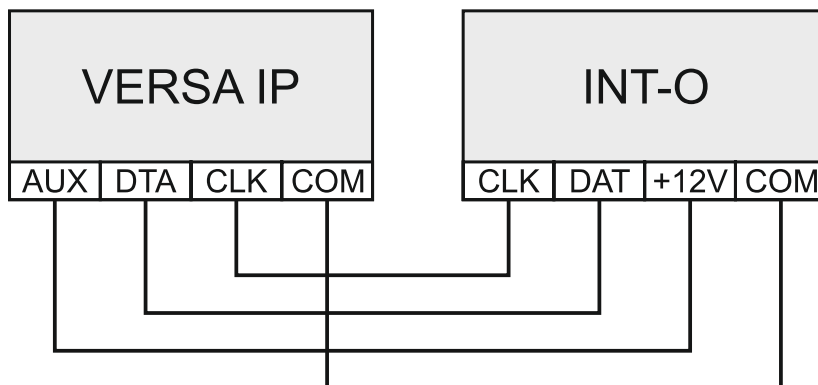 VERSA IP
INT-O
AUX DTA CLK COM
CLK DAT +12V COM